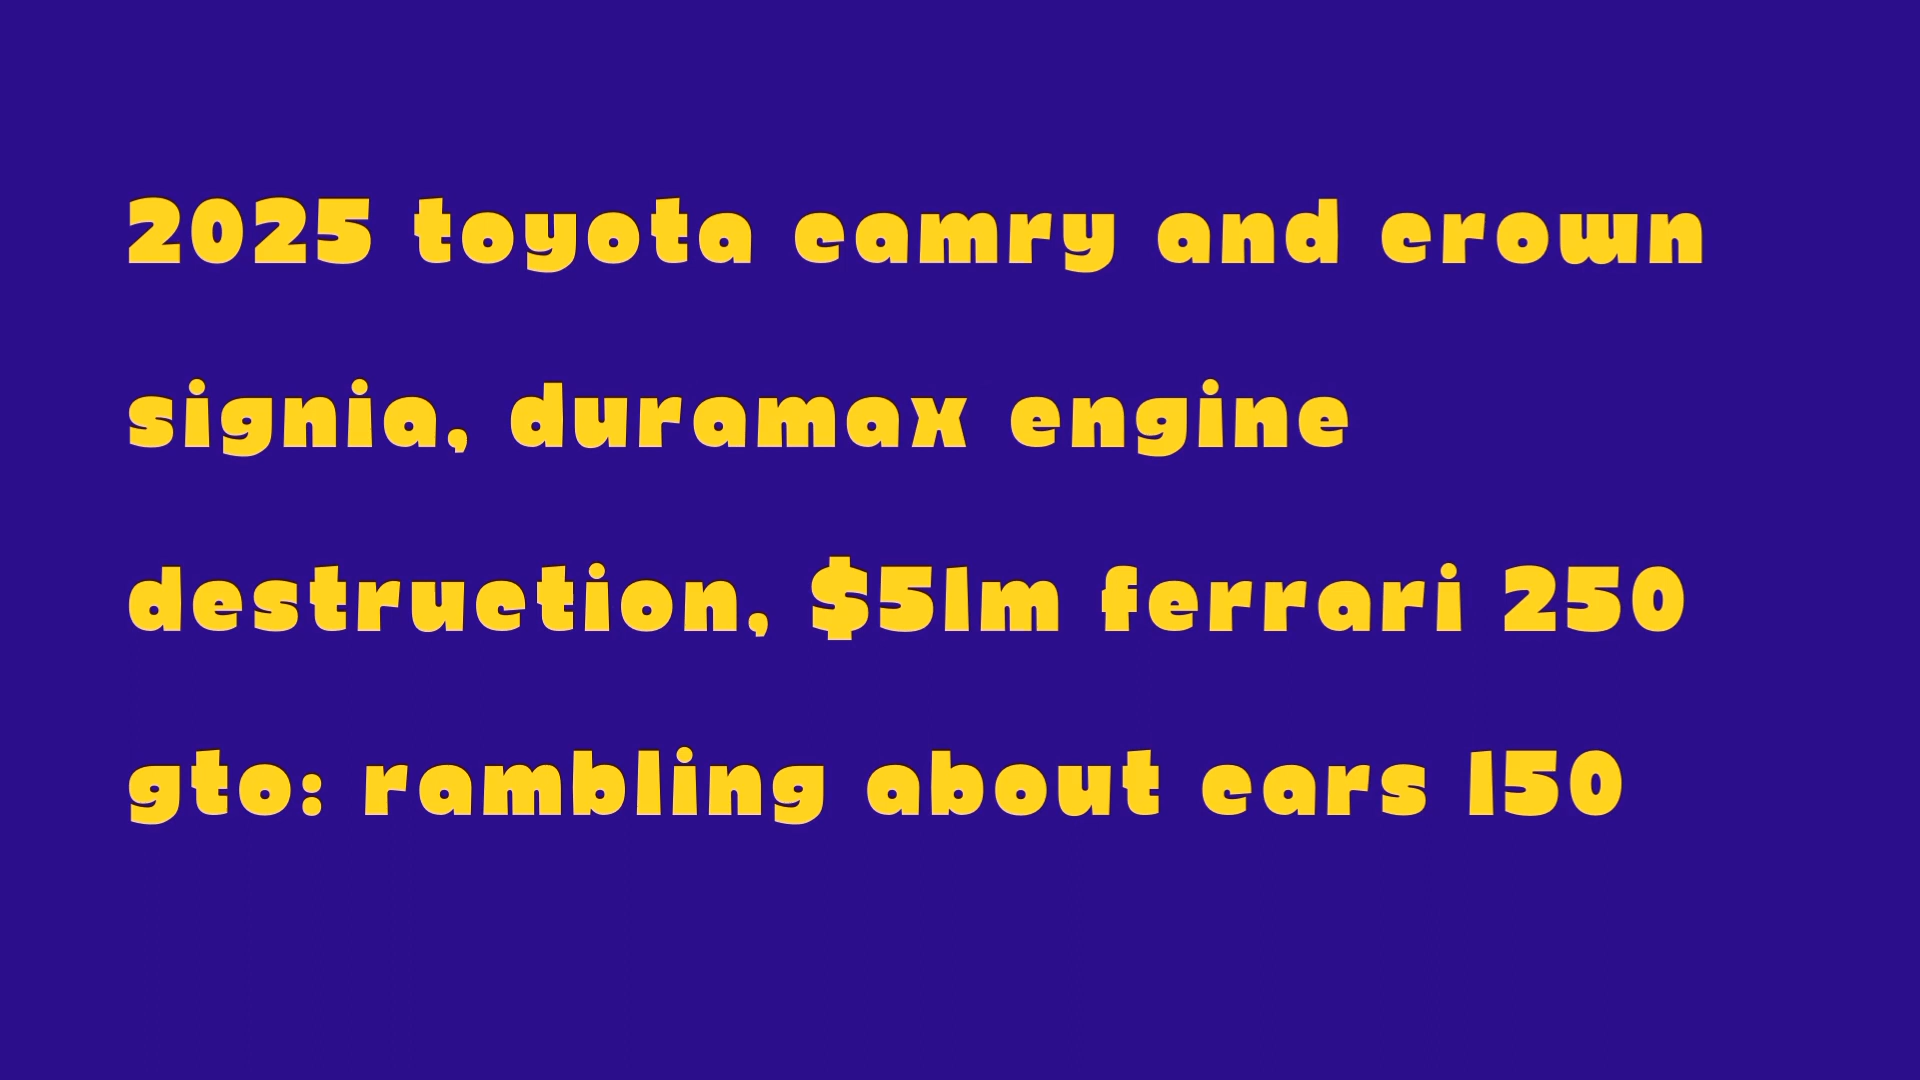 2025 toyota camry and crown
signia, duramax engine
destruction, $51m ferrari 250
gto: rambling about cars 150